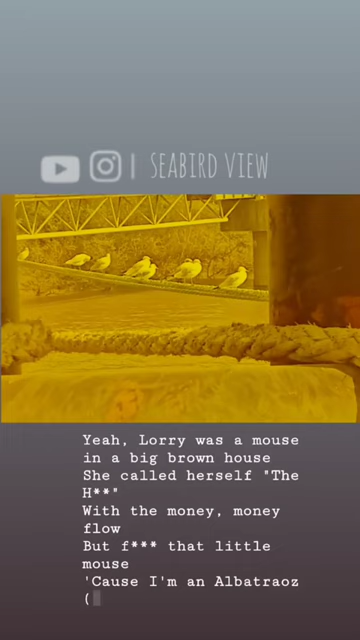 SEABIRD VIEW
Yeah, Lorry was a mouse
in a big brown house
She called herself "The
H**"
With the money, money
flow
But f*** that little
mouse
'Cause I'm an Albatraoz
(